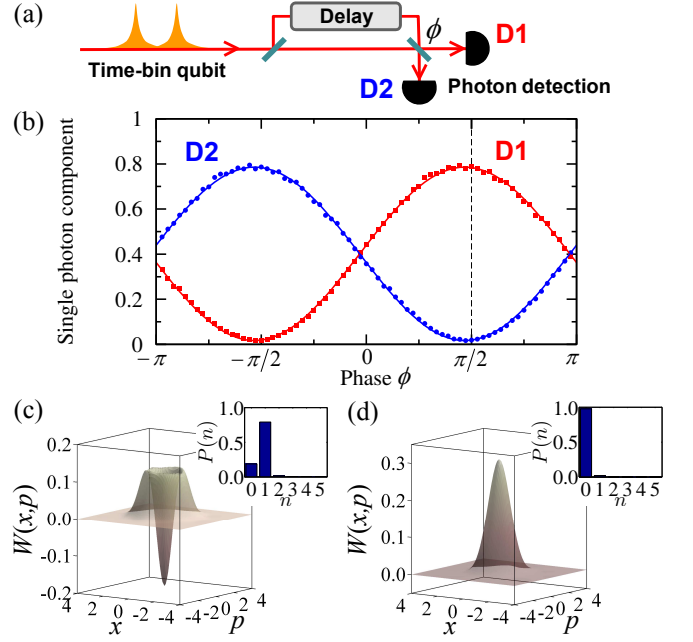 (a)
Delay
ϕ
D1
Time-bin qubit
D2
Photon detection
(b)
1
0.8
0.6
0.4
0.2
0
Single photon component
D2
D1
−π
−π/2
0
π/2
π
Phase ϕ
(c)
1.0
0.5
P(n)
0 1 2 3 4 5
n
0.2
0.1
0.0
-0.1
-0.2
W(x,p)
4 2 0 -2 -4
x
-4 -2 0 2 4
p
(d)
1.0
0.5
P(n)
0 1 2 3 4 5
n
0.3
0.2
0.1
0.0
W(x,p)
4 2 0 -2 -4
x
-4 -2 0 2 4
p